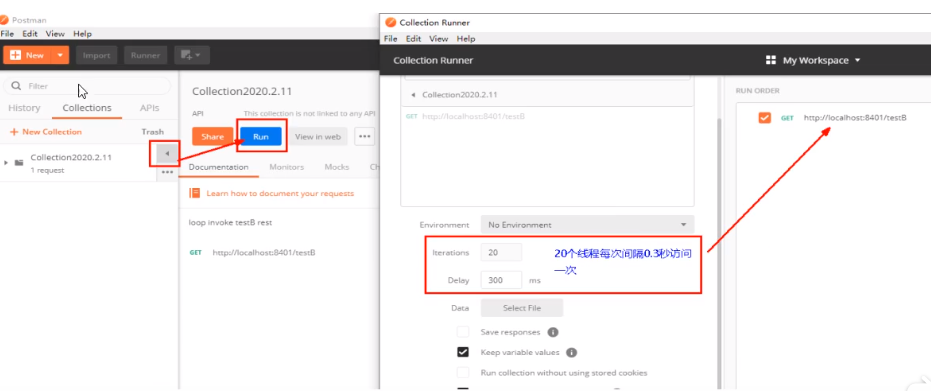 Postman
File Edit View Help
New
Import
Runner
Filter
History Collections APIs
+ New Collection
Trash
Collection2020.2.11
1 request
Collection2020.2.11
API
This collection is not linked to any API
Share
Run
View in web
Documentation
Monitors
Mocks
Ch
Learn how to document your requests
loop invoke testB rest
GET http://localhost:8401/testB
Collection Runner
File Edit View Help
Collection Runner
My Workspace
Collection2020.2.11
GET http://localhost:8401/testB
Environment
No Environment
Iterations
20
20个线程每次间隔0.3秒访问
一次
Delay
300
ms
Data
Select File
Save responses
Keep variable values
Run collection without using stored cookies
RUN ORDER
GET http://localhost:8401/testB